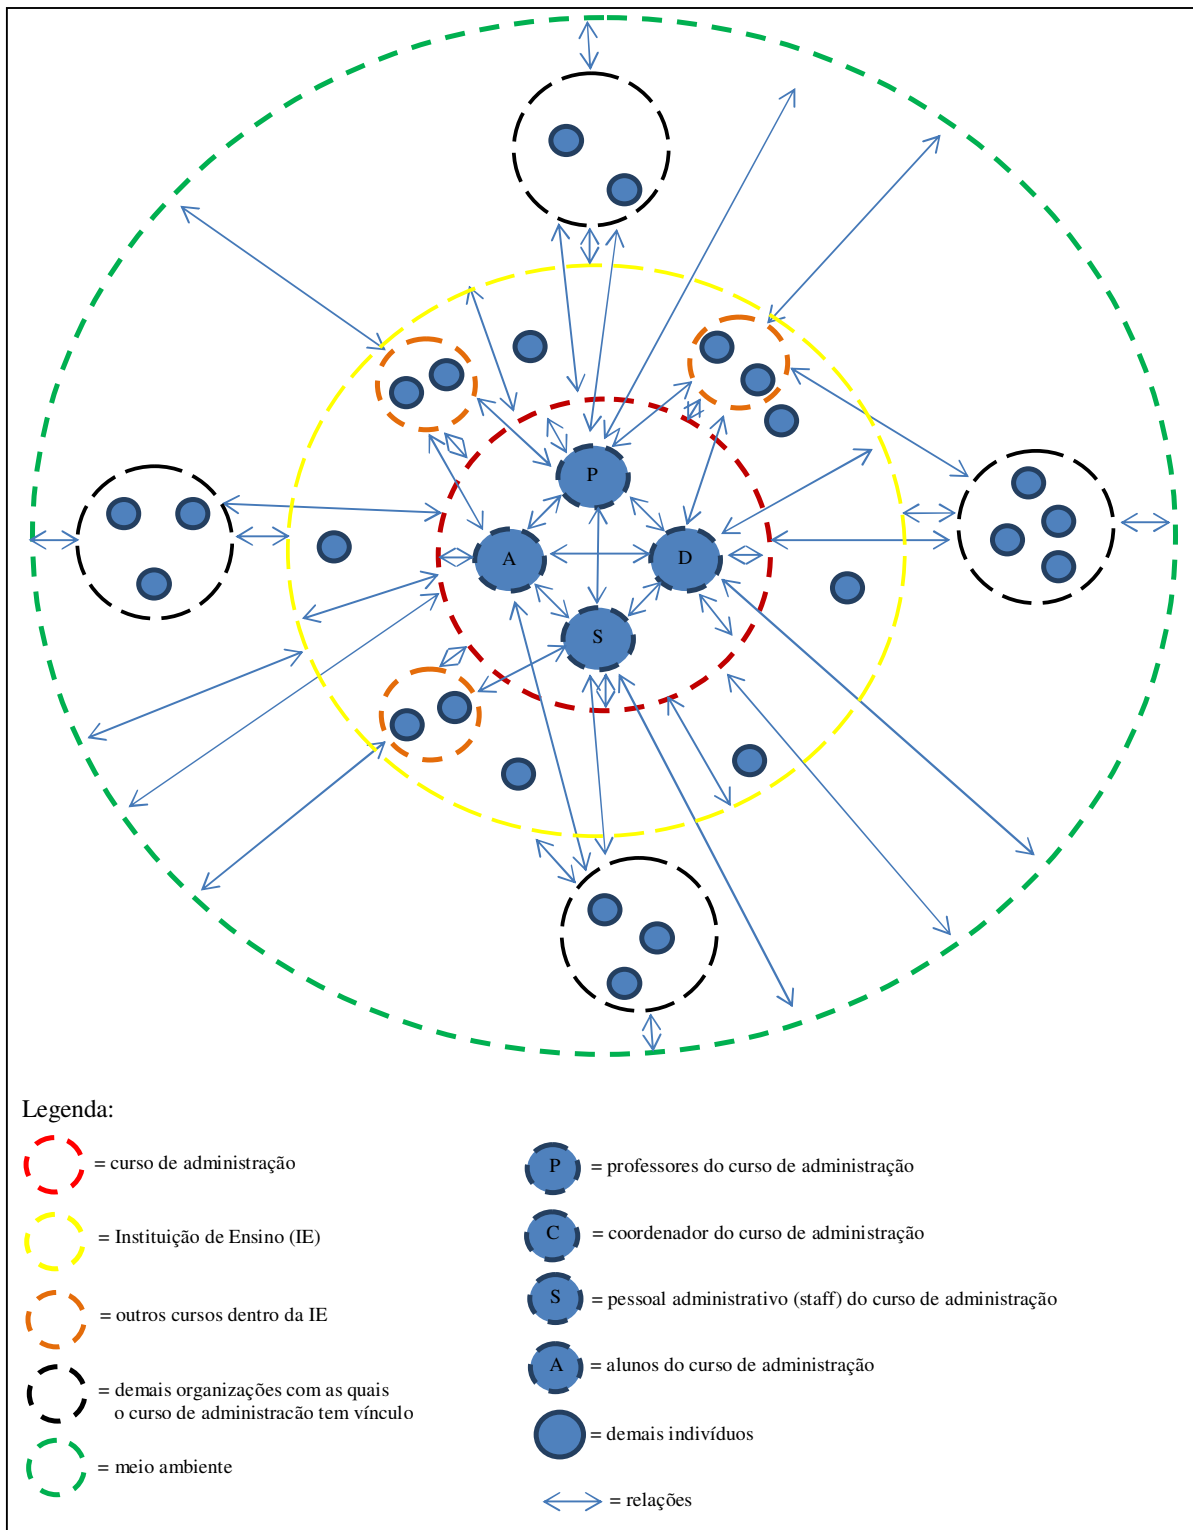 P
A
D
S
Legenda:
= curso de administração
= Instituição de Ensino (IE)
= outros cursos dentro da IE
= demais organizações com as quais
o curso de administracão tem vínculo
= meio ambiente
P
= professores do curso de administração
C
= coordenador do curso de administração
S
= pessoal administrativo (staff) do curso de administração
A
= alunos do curso de administração
= demais indivíduos
= relações